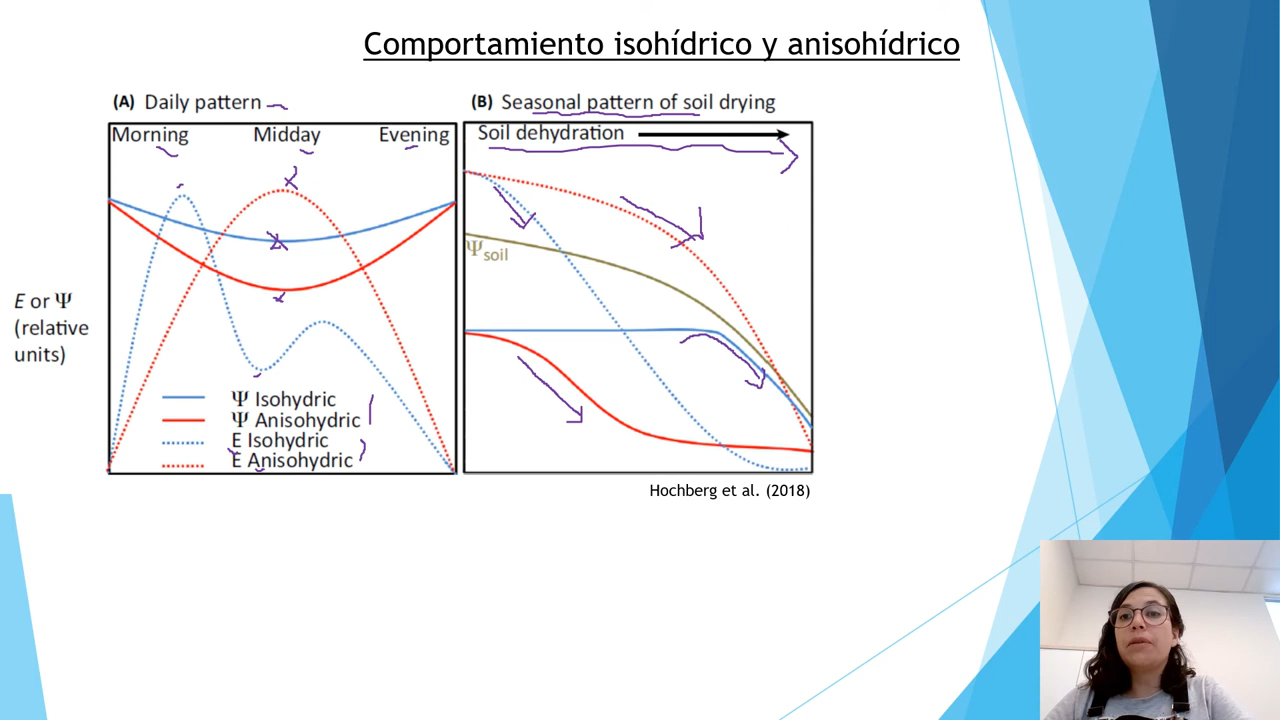 Comportamiento isohídrico y anisohídrico
(A) Daily pattern
Morning Midday Evening
E or Ψ
(relative
units)
Ψ Isohydric
Ψ Anisohydric
E Isohydric
E Anisohydric
(B) Seasonal pattern of soil drying
Soil dehydration
Ψsoil
Hochberg et al. (2018)